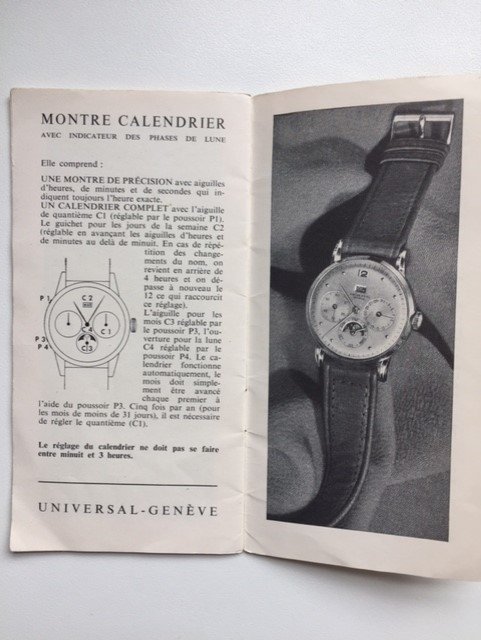 MONTRE CALENDRIER
AVEC INDICATEUR DES PHASES DE LUNE
Elle comprend :
UNE MONTRE DE PRÉCISION avec aiguilles
d'heures, de minutes et de secondes qui in-
diquent toujours l'heure exacte.
UN CALENDRIER COMPLET avec l'aiguille
de quantième C1 (réglable par le poussoir P1).
Le guichet pour les jours de la semaine C2
(réglable en avançant les aiguilles d'heures et
de minutes au delà de minuit. En cas de répé-
tition des change-
ments du nom, on
revient en arrière de
4 heures et on dé-
passe à nouveau le
12 ce qui raccourcit
ce réglage).
L'aiguille pour les
mois C3 réglable par
le poussoir P3, l'ou-
verture pour la lune
C4 réglable par le
poussoir P4. Le ca-
lendrier fonctionne
automatiquement, le
mois doit simple-
ment être avancé
chaque premier à
l'aide du poussoir P3. Cinq fois par an (pour
les mois de moins de 31 jours), il est nécessaire
de régler le quantième (C1).
P1
C2
C1
C4
C3
P3
P4
Le réglage du calendrier ne doit pas se faire
entre minuit et 3 heures.
UNIVERSAL-GENÈVE